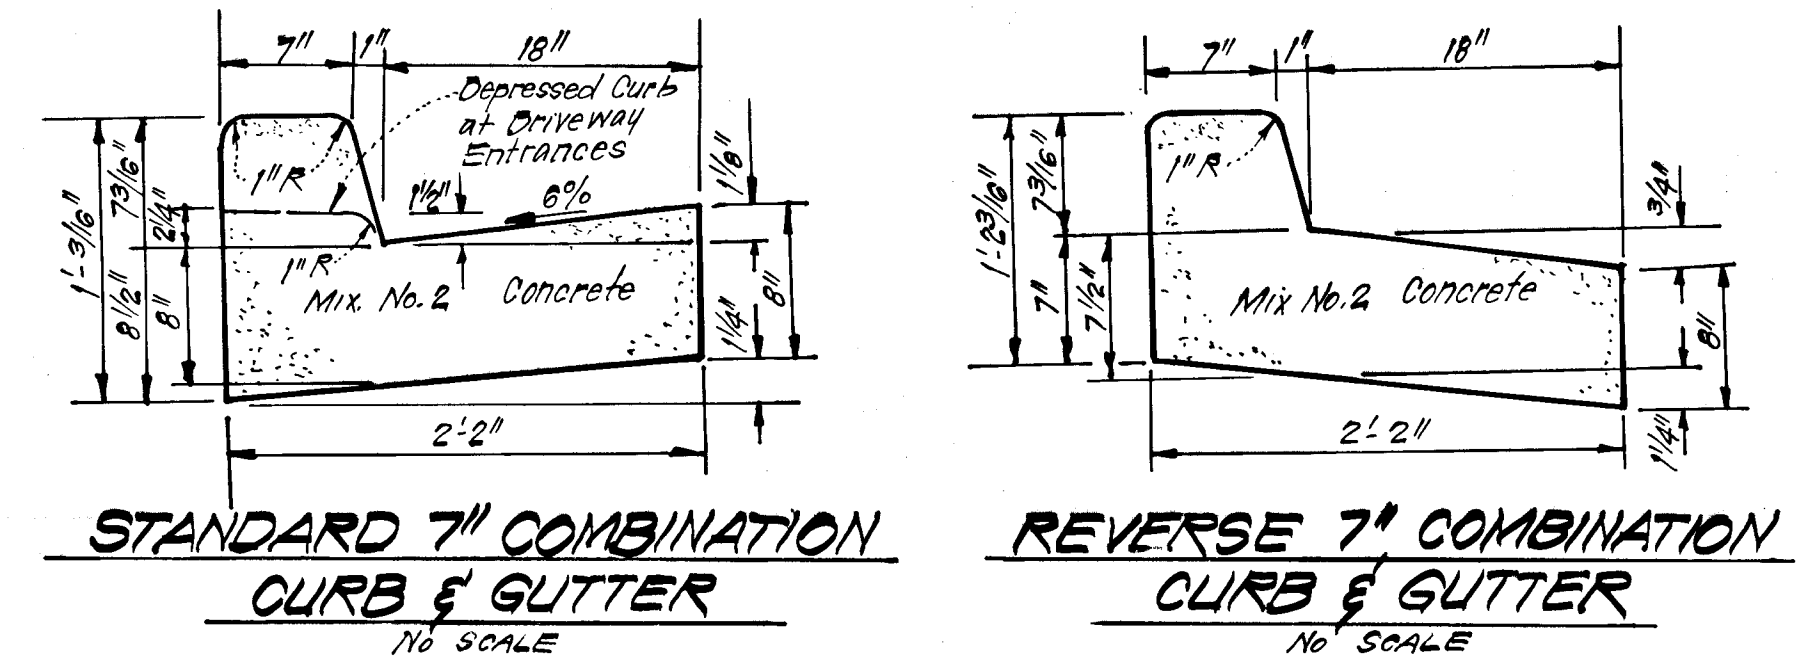 7" 1" 18"
Depressed Curb
at Driveway
Entrances
1" R
1'-3/16"
7 3/16"
8 1/2"
2 1/4"
8"
1" R
1 1/2"
6%
1 1/8"
8"
1 1/4"
Mix. No. 2 Concrete
2'-2"
STANDARD 7" COMBINATION
CURB & GUTTER
No SCALE
7" 1" 18"
1" R
1'-2 3/16"
7 3/16"
7"
7 1/2"
3/4"
8"
1 1/4"
Mix No. 2 Concrete
2'-2"
REVERSE 7" COMBINATION
CURB & GUTTER
No SCALE